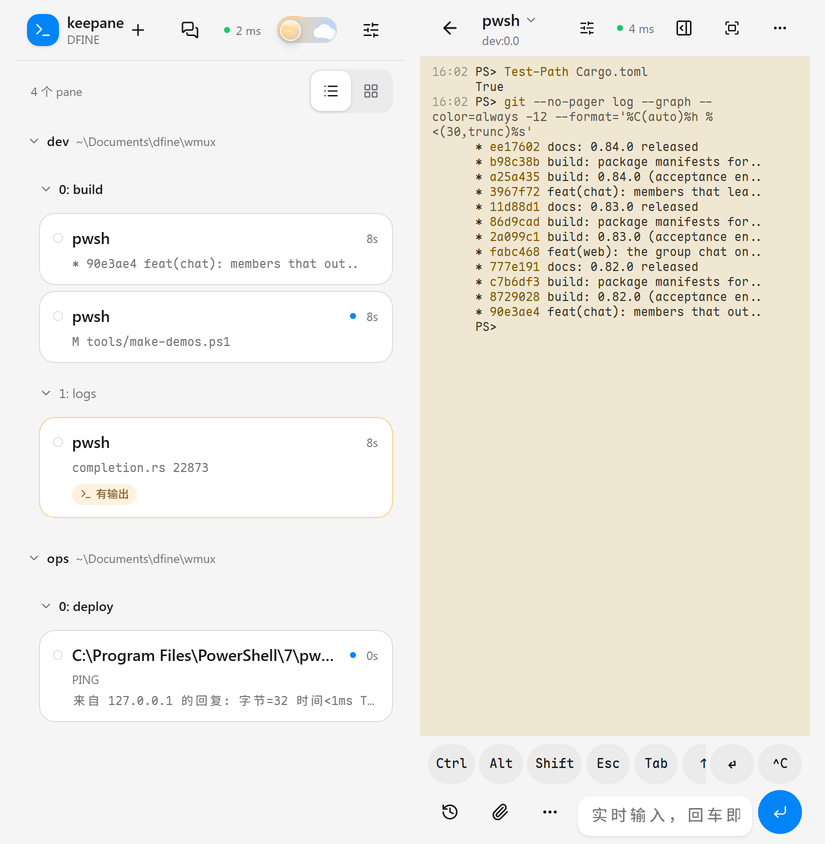 keepane
DFINE
2 ms
4 个 pane
dev ~\Documents\dfine\wmux
0: build
pwsh 8s
* 90e3ae4 feat(chat): members that out..
pwsh 8s
M tools/make-demos.ps1
1: logs
pwsh 8s
completion.rs 22873
>_ 有输出
ops ~\Documents\dfine\wmux
0: deploy
C:\Program Files\PowerShell\7\pw... 0s
PING
来自 127.0.0.1 的回复: 字节=32 时间<1ms T…
pwsh
dev:0.0
4 ms
16:02 PS> Test-Path Cargo.toml
True
16:02 PS> git --no-pager log --graph --
color=always -12 --format='%C(auto)%h %
<(30,trunc)%s'
* ee17602 docs: 0.84.0 released
* b98c38b build: package manifests for..
* a25a435 build: 0.84.0 (acceptance en..
* 3967f72 feat(chat): members that lea..
* 11d88d1 docs: 0.83.0 released
* 86d9cad build: package manifests for..
* 2a099c1 build: 0.83.0 (acceptance en..
* fabc468 feat(web): the group chat on..
* 777e191 docs: 0.82.0 released
* c7b6df3 build: package manifests for..
* 8729028 build: 0.82.0 (acceptance en..
* 90e3ae4 feat(chat): members that out..
PS>
Ctrl Alt Shift Esc Tab ↑ ↵ ^C
实时输入，回车即